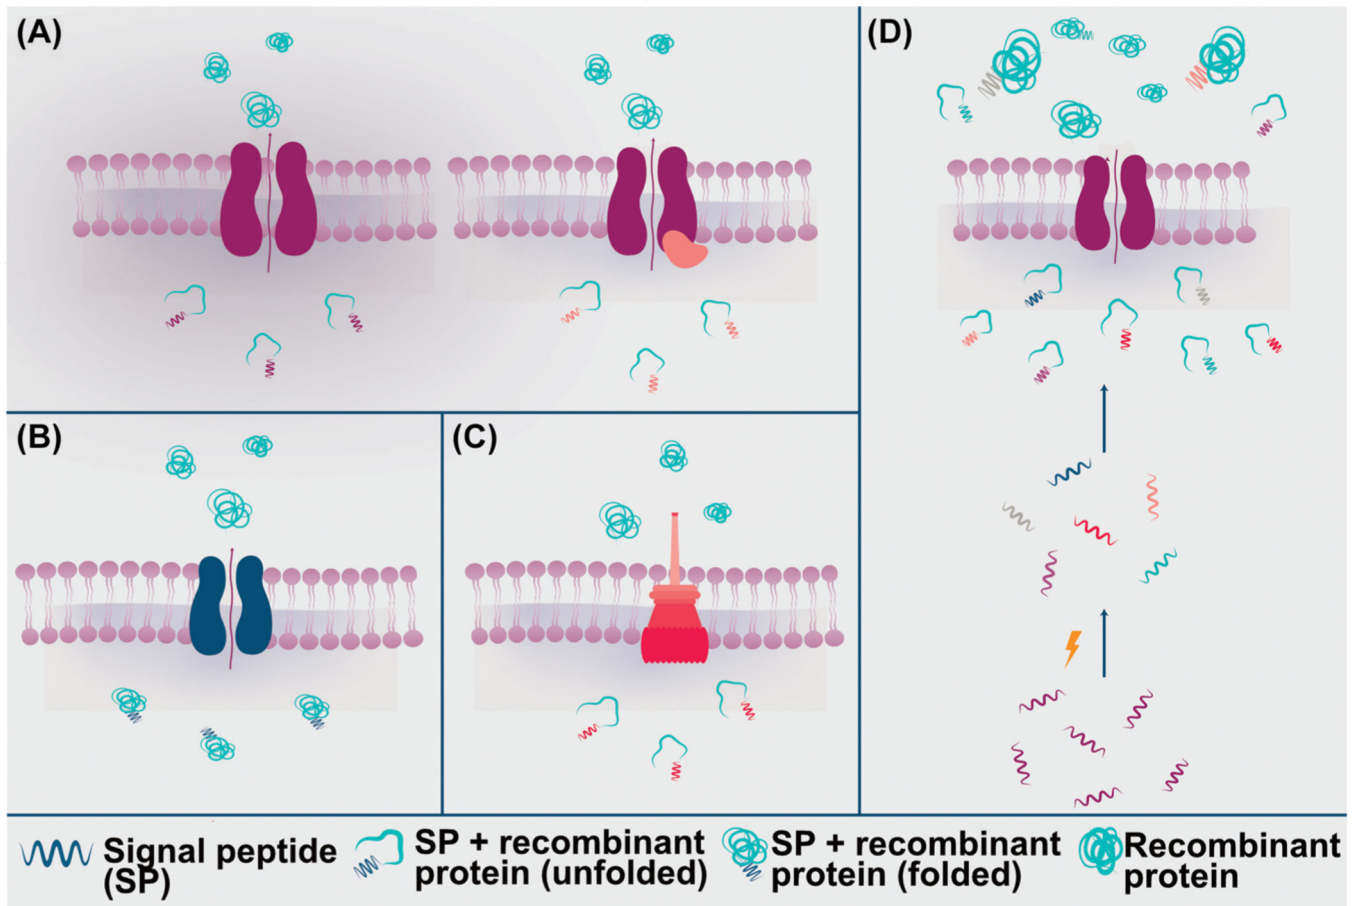 (A)
(D)
(B)
(C)
Signal peptide
(SP)
SP + recombinant
protein (unfolded)
SP + recombinant
protein (folded)
Recombinant
protein